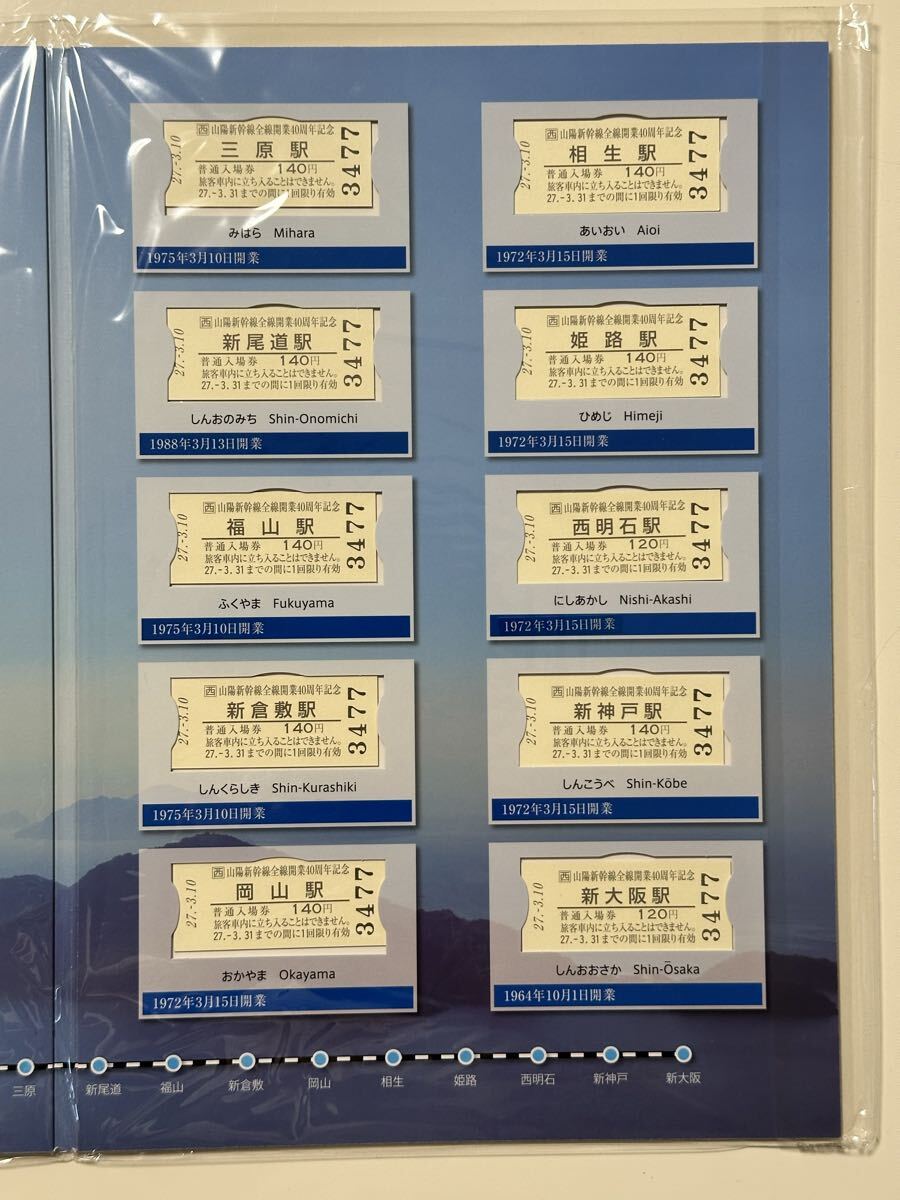 27.-3.10
西 山陽新幹線全線開業40周年記念
三原駅
普通入場券 140円
旅客車内に立ち入ることはできません。
27.-3.31までの間に1回限り有効
3477
みはら Mihara
1975年3月10日開業
27.-3.10
西 山陽新幹線全線開業40周年記念
新尾道駅
普通入場券 140円
旅客車内に立ち入ることはできません。
27.-3.31までの間に1回限り有効
3477
しんおのみち Shin-Onomichi
1988年3月13日開業
27.-3.10
西 山陽新幹線全線開業40周年記念
福山駅
普通入場券 140円
旅客車内に立ち入ることはできません。
27.-3.31までの間に1回限り有効
3477
ふくやま Fukuyama
1975年3月10日開業
27.-3.10
西 山陽新幹線全線開業40周年記念
新倉敷駅
普通入場券 140円
旅客車内に立ち入ることはできません。
27.-3.31までの間に1回限り有効
3477
しんくらしき Shin-Kurashiki
1975年3月10日開業
27.-3.10
西 山陽新幹線全線開業40周年記念
岡山駅
普通入場券 140円
旅客車内に立ち入ることはできません。
27.-3.31までの間に1回限り有効
3477
おかやま Okayama
1972年3月15日開業
27.-3.10
西 山陽新幹線全線開業40周年記念
相生駅
普通入場券 140円
旅客車内に立ち入ることはできません。
27.-3.31までの間に1回限り有効
3477
あいおい Aioi
1972年3月15日開業
27.-3.10
西 山陽新幹線全線開業40周年記念
姫路駅
普通入場券 140円
旅客車内に立ち入ることはできません。
27.-3.31までの間に1回限り有効
3477
ひめじ Himeji
1972年3月15日開業
27.-3.10
西 山陽新幹線全線開業40周年記念
西明石駅
普通入場券 120円
旅客車内に立ち入ることはできません。
27.-3.31までの間に1回限り有効
3477
にしあかし Nishi-Akashi
1972年3月15日開業
27.-3.10
西 山陽新幹線全線開業40周年記念
新神戸駅
普通入場券 140円
旅客車内に立ち入ることはできません。
27.-3.31までの間に1回限り有効
3477
しんこうべ Shin-Kōbe
1972年3月15日開業
27.-3.10
西 山陽新幹線全線開業40周年記念
新大阪駅
普通入場券 120円
旅客車内に立ち入ることはできません。
27.-3.31までの間に1回限り有効
3477
しんおおさか Shin-Ōsaka
1964年10月1日開業
三原 新尾道 福山 新倉敷 岡山 相生 姫路 西明石 新神戸 新大阪